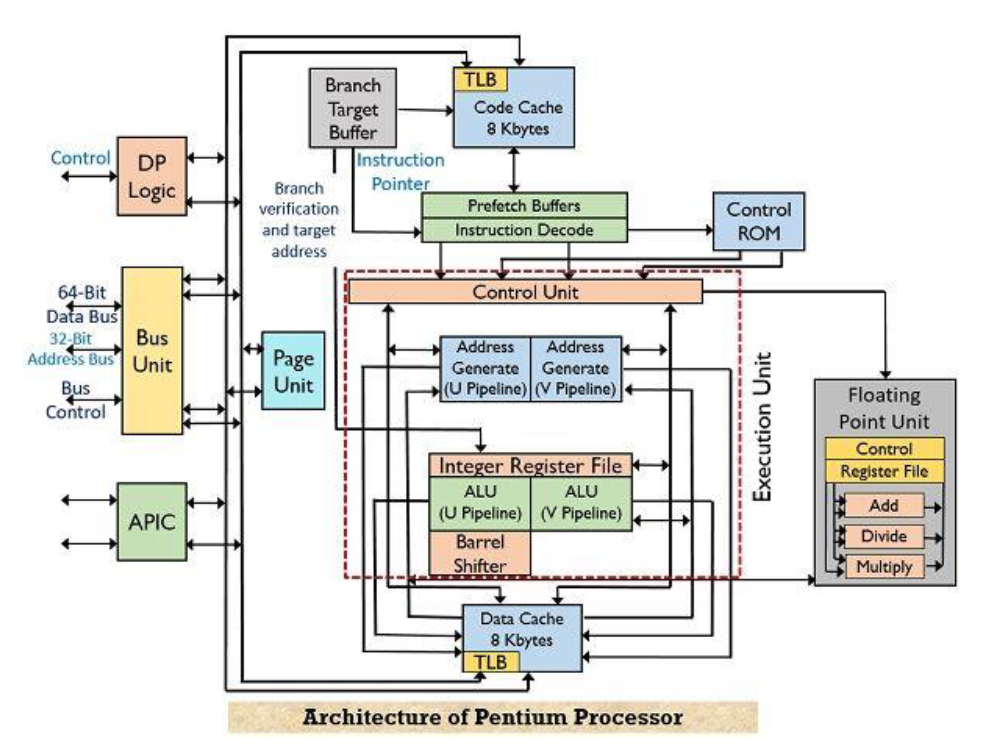 TLB
Code Cache
8 Kbytes
Branch
Target
Buffer
Control
DP
Logic
Instruction
Pointer
Branch
verification
and target
address
Prefetch Buffers
Instruction Decode
Control
ROM
Control Unit
64-Bit
Data Bus
32-Bit
Address Bus
Bus
Control
Bus
Unit
Page
Unit
Address
Generate
(U Pipeline)
Address
Generate
(V Pipeline)
Execution Unit
Floating
Point Unit
Control
Register File
Add
Divide
Multiply
Integer Register File
ALU
(U Pipeline)
ALU
(V Pipeline)
Barrel
Shifter
APIC
Data Cache
8 Kbytes
TLB
Architecture of Pentium Processor